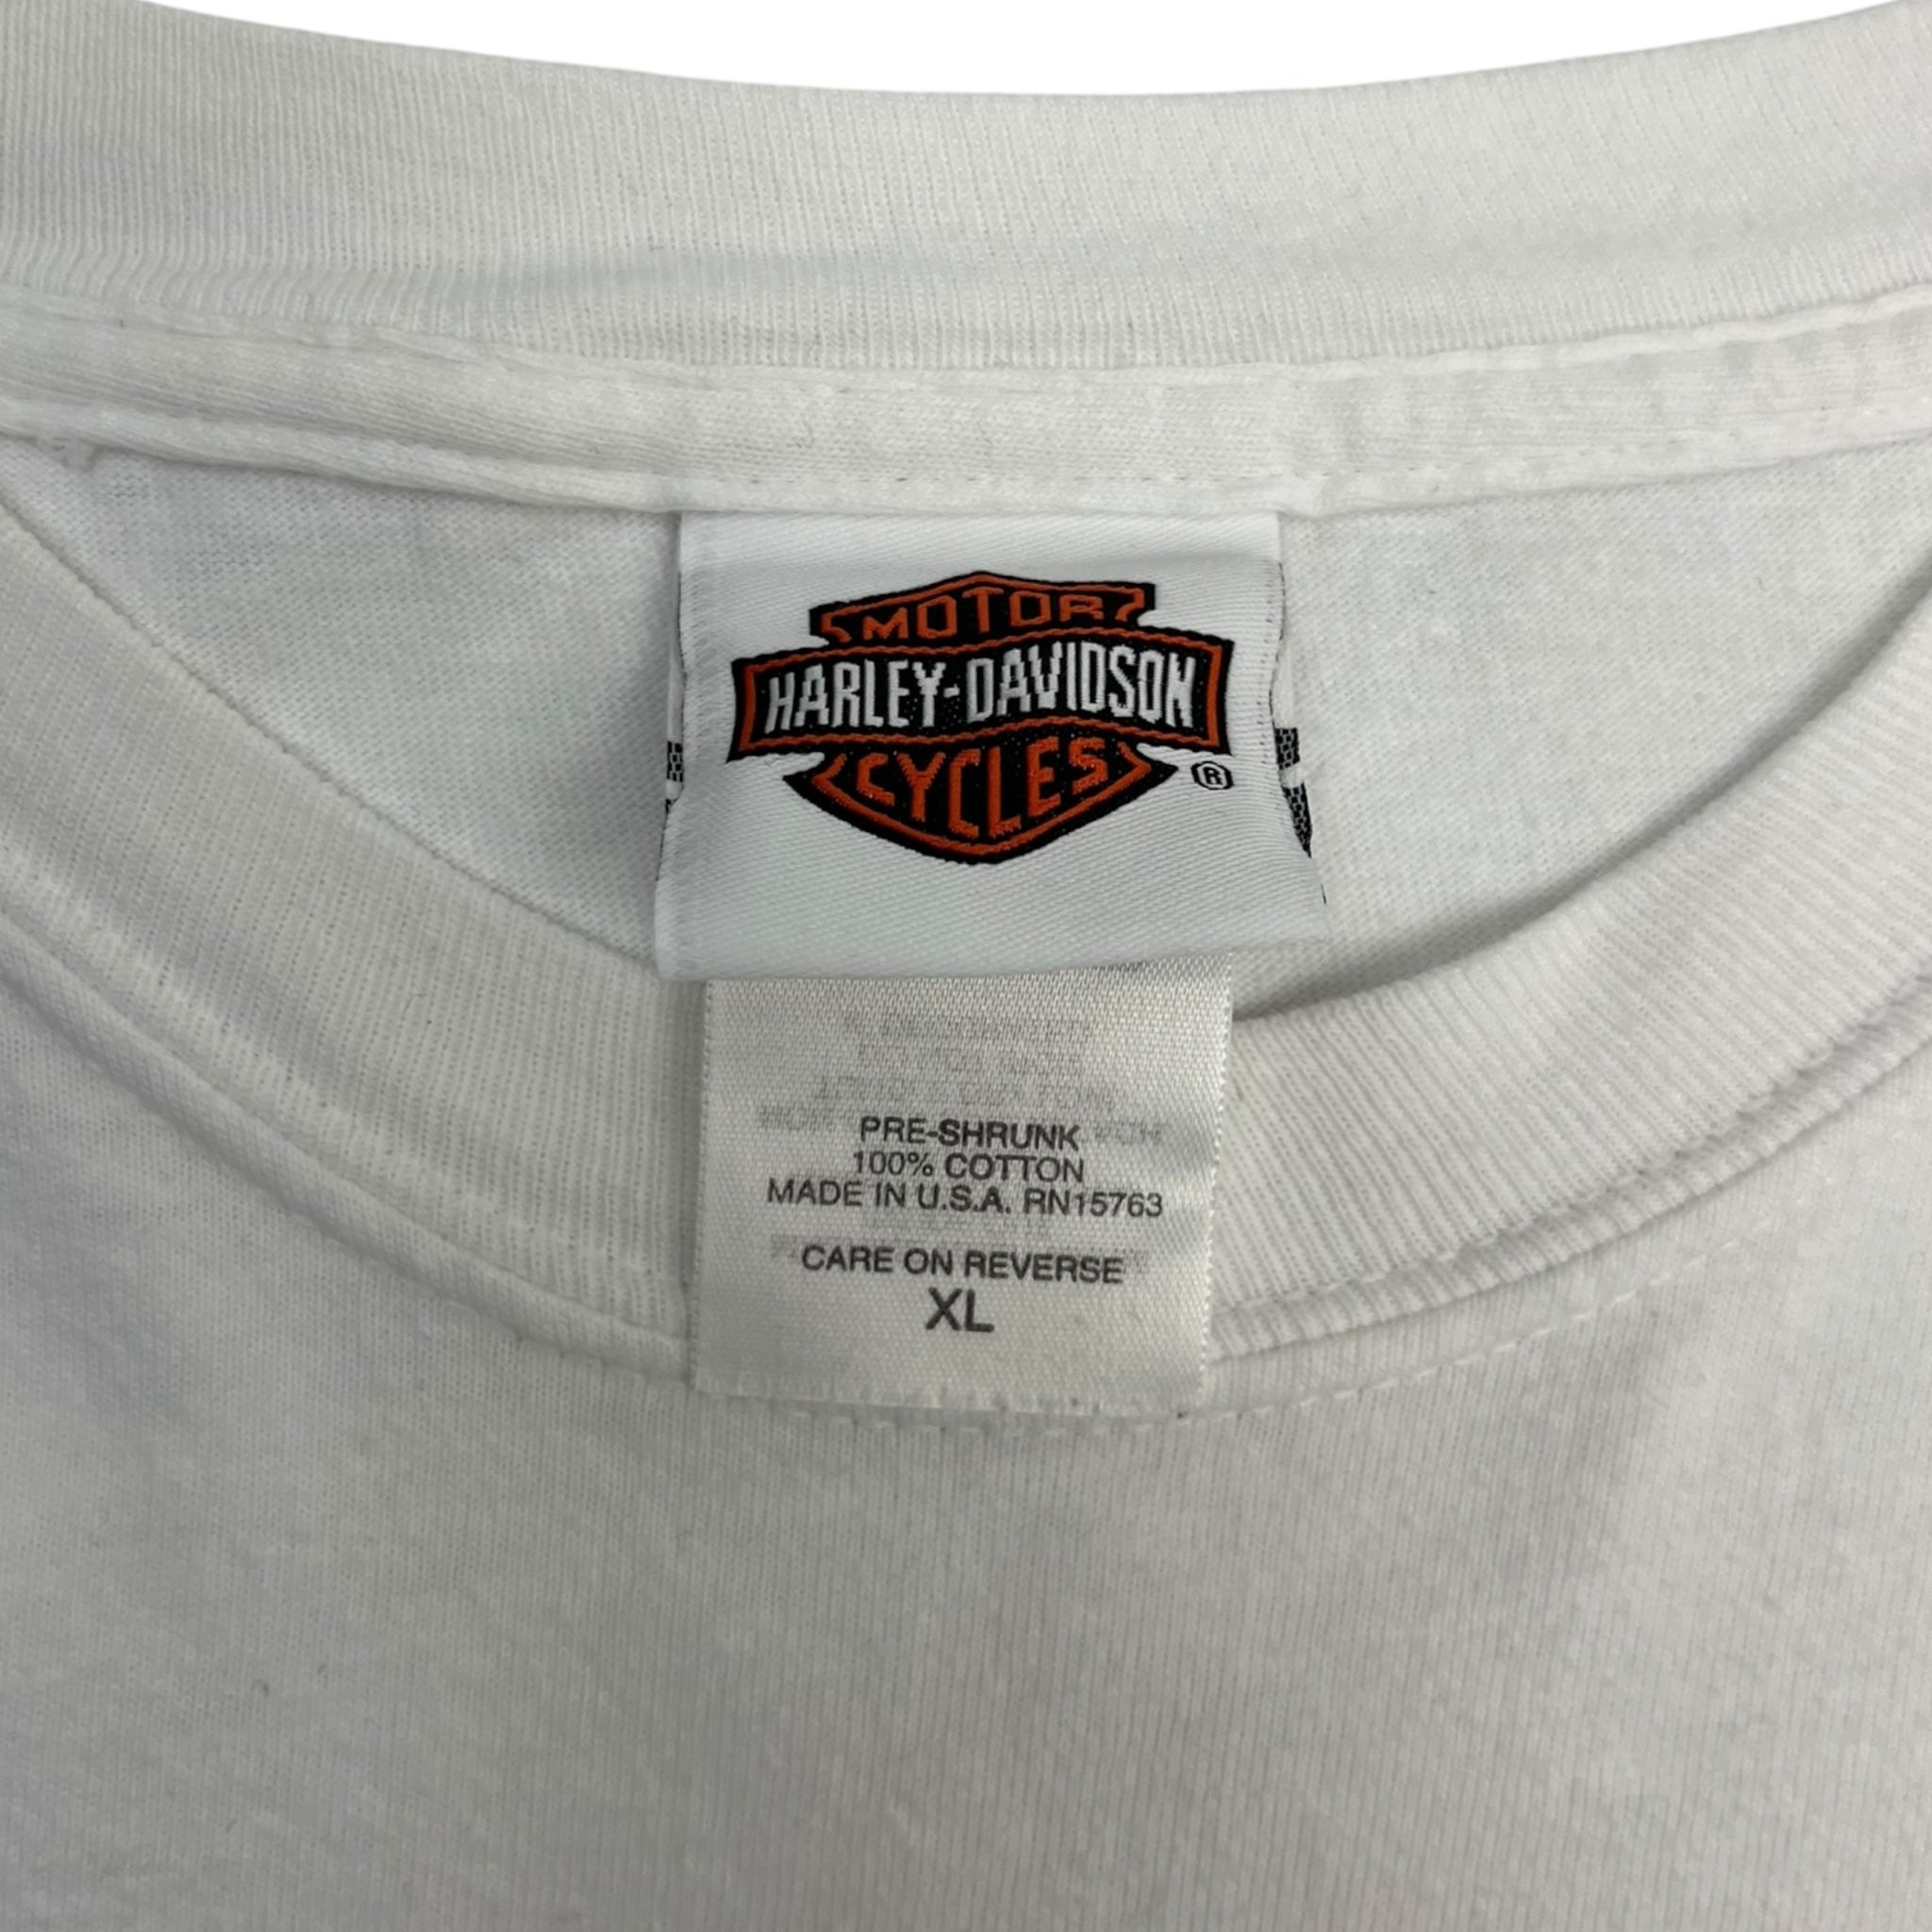 MOTOR
HARLEY-DAVIDSON
CYCLES
®
PRE-SHRUNK
100% COTTON
MADE IN U.S.A. RN15763
CARE ON REVERSE
XL